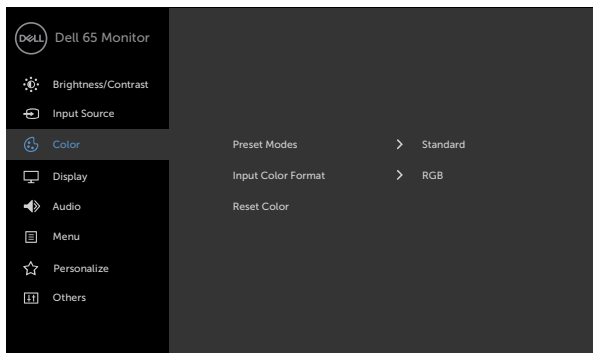 DELL Dell 65 Monitor
Brightness/Contrast
Input Source
Color
Preset Modes > Standard
Display
Input Color Format > RGB
Audio
Reset Color
Menu
Personalize
Others